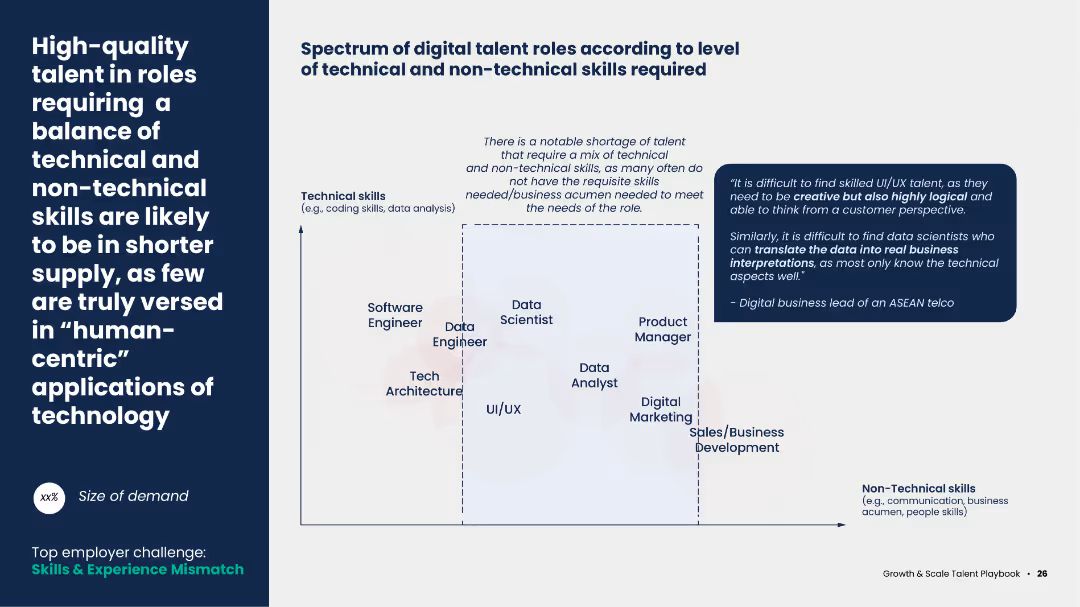 High-quality
talent in roles
requiring a
balance of
technical and
non-technical
skills are likely
to be in shorter
supply, as few
are truly versed
in “human-
centric”
applications of
technology
xx%
Size of demand
Top employer challenge:
Skills & Experience Mismatch
Spectrum of digital talent roles according to level
of technical and non-technical skills required
There is a notable shortage of talent
that require a mix of technical
and non-technical skills, as many often do
not have the requisite skills
needed/business acumen needed to meet
the needs of the role.
Technical skills
(e.g., coding skills, data analysis)
Software
Engineer
Data
Engineer
Tech
Architecture
Data
Scientist
UI/UX
Data
Analyst
Product
Manager
Digital
Marketing
Sales/Business
Development
“It is difficult to find skilled UI/UX talent, as they
need to be creative but also highly logical and
able to think from a customer perspective.
Similarly, it is difficult to find data scientists who
can translate the data into real business
interpretations, as most only know the technical
aspects well."
- Digital business lead of an ASEAN telco
Non-Technical skills
(e.g., communication, business
acumen, people skills)
Growth & Scale Talent Playbook • 26